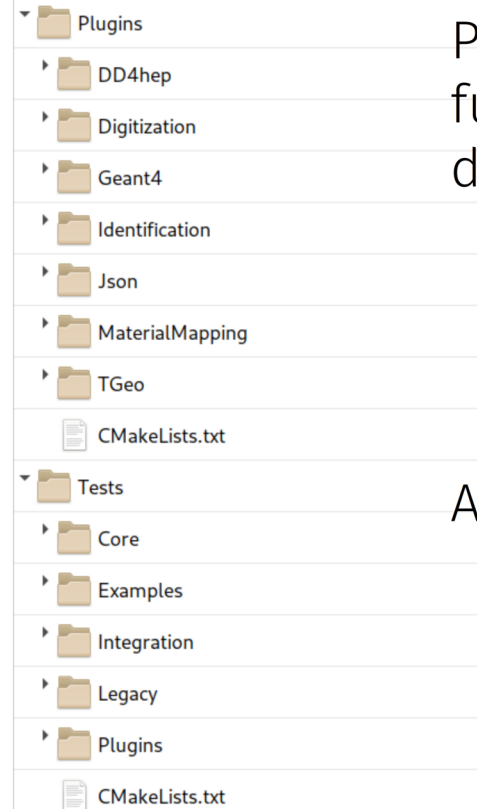 Plugins
DD4hep
Digitization
Geant4
Identification
Json
MaterialMapping
TGeo
CMakeLists.txt
Tests
Core
Examples
Integration
Legacy
Plugins
CMakeLists.txt